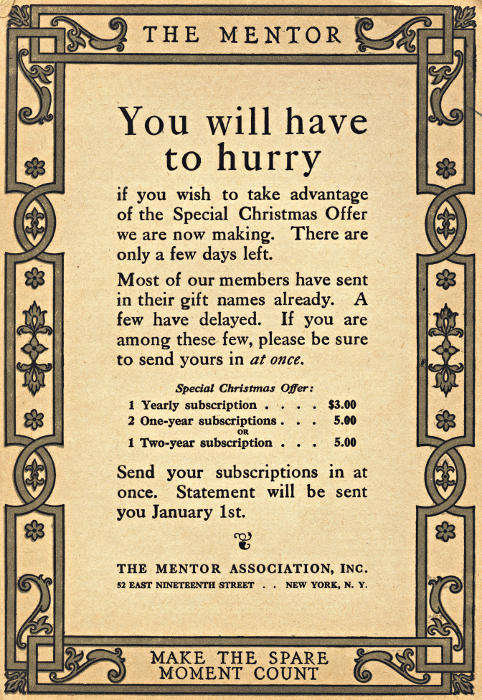 THE MENTOR
You will have
to hurry
if you wish to take advantage
of the Special Christmas Offer
we are now making. There are
only a few days left.
Most of our members have sent
in their gift names already. A
few have delayed. If you are
among these few, please be sure
to send yours in at once.
Special Christmas Offer:
1 Yearly subscription . . . . $3.00
2 One-year subscriptions . . . 5.00
OR
1 Two-year subscription . . . 5.00
Send your subscriptions in at
once. Statement will be sent
you January 1st.
THE MENTOR ASSOCIATION, INC.
52 EAST NINETEENTH STREET . . NEW YORK, N. Y.
MAKE THE SPARE
MOMENT COUNT